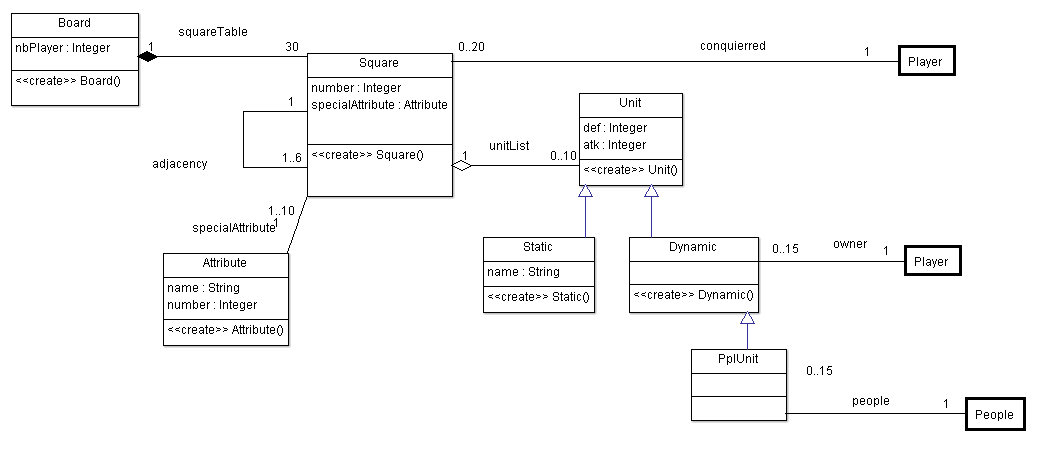 Board
nbPlayer : Integer
<<create>> Board()
squareTable
1
30
Square
number : Integer
specialAttribute : Attribute
<<create>> Square()
0..20
conquierred
1
Player
1
adjacency
1..6
1
unitList
0..10
Unit
def : Integer
atk : Integer
<<create>> Unit()
1..10
specialAttribute
1
Attribute
name : String
number : Integer
<<create>> Attribute()
Static
name : String
<<create>> Static()
Dynamic
<<create>> Dynamic()
0..15
owner
1
Player
PplUnit
0..15
people
1
People